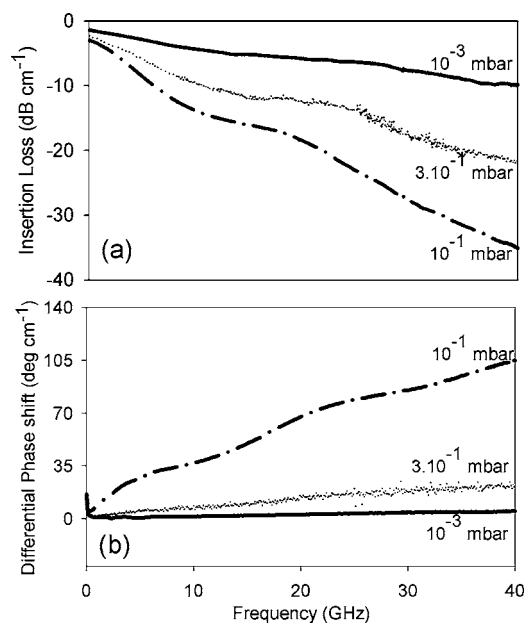 0
-10
-20
-30
-40
Insertion Loss (dB cm⁻¹)
10⁻³ mbar
3.10⁻¹ mbar
10⁻¹ mbar
(a)
140
105
70
35
0
Differential Phase shift (deg cm⁻¹)
10⁻¹ mbar
3.10⁻¹ mbar
10⁻³ mbar
(b)
0
10
20
30
40
Frequency (GHz)